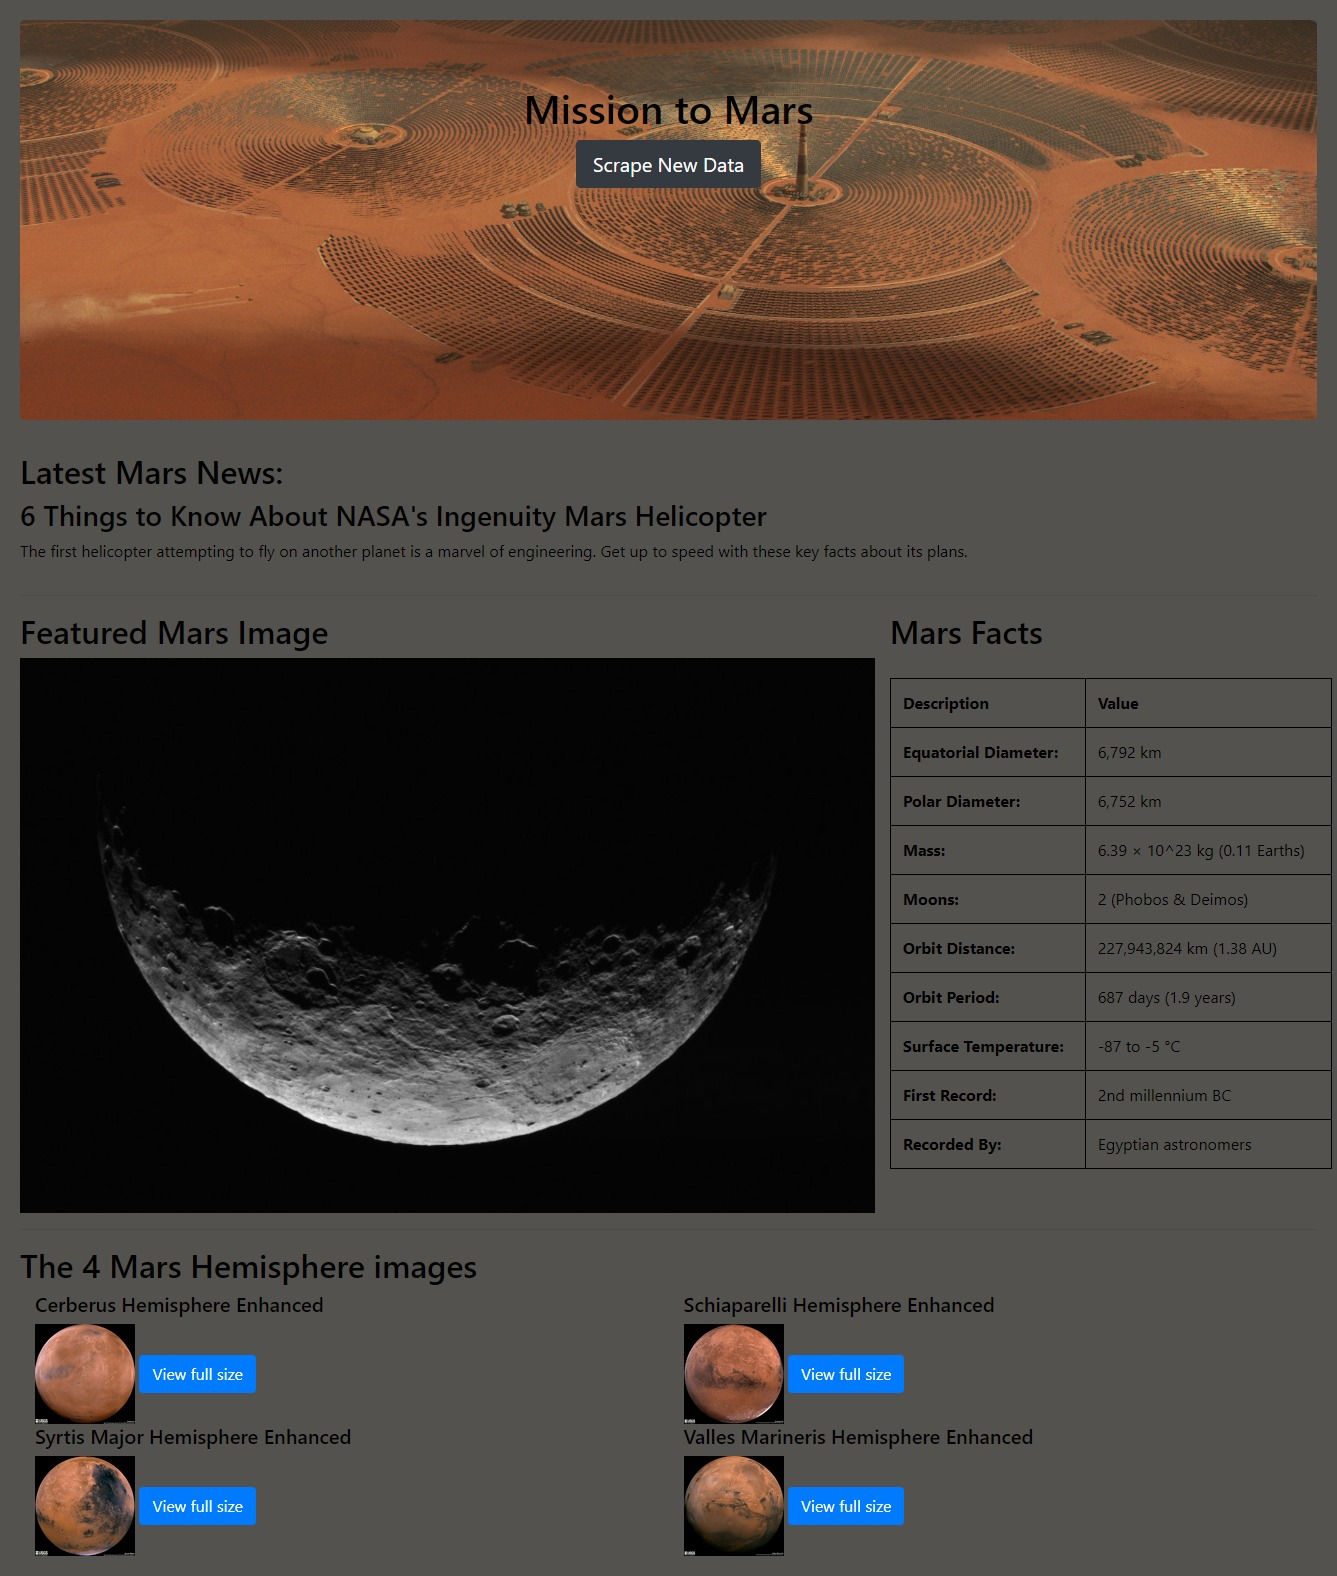 Mission to Mars
Scrape New Data
Latest Mars News:
6 Things to Know About NASA's Ingenuity Mars Helicopter
The first helicopter attempting to fly on another planet is a marvel of engineering. Get up to speed with these key facts about its plans.
Featured Mars Image
Mars Facts
Description Value
Equatorial Diameter: 6,792 km
Polar Diameter: 6,752 km
Mass: 6.39 × 10^23 kg (0.11 Earths)
Moons: 2 (Phobos & Deimos)
Orbit Distance: 227,943,824 km (1.38 AU)
Orbit Period: 687 days (1.9 years)
Surface Temperature: -87 to -5 °C
First Record: 2nd millennium BC
Recorded By: Egyptian astronomers
The 4 Mars Hemisphere images
Cerberus Hemisphere Enhanced
View full size
Schiaparelli Hemisphere Enhanced
View full size
Syrtis Major Hemisphere Enhanced
View full size
Valles Marineris Hemisphere Enhanced
View full size